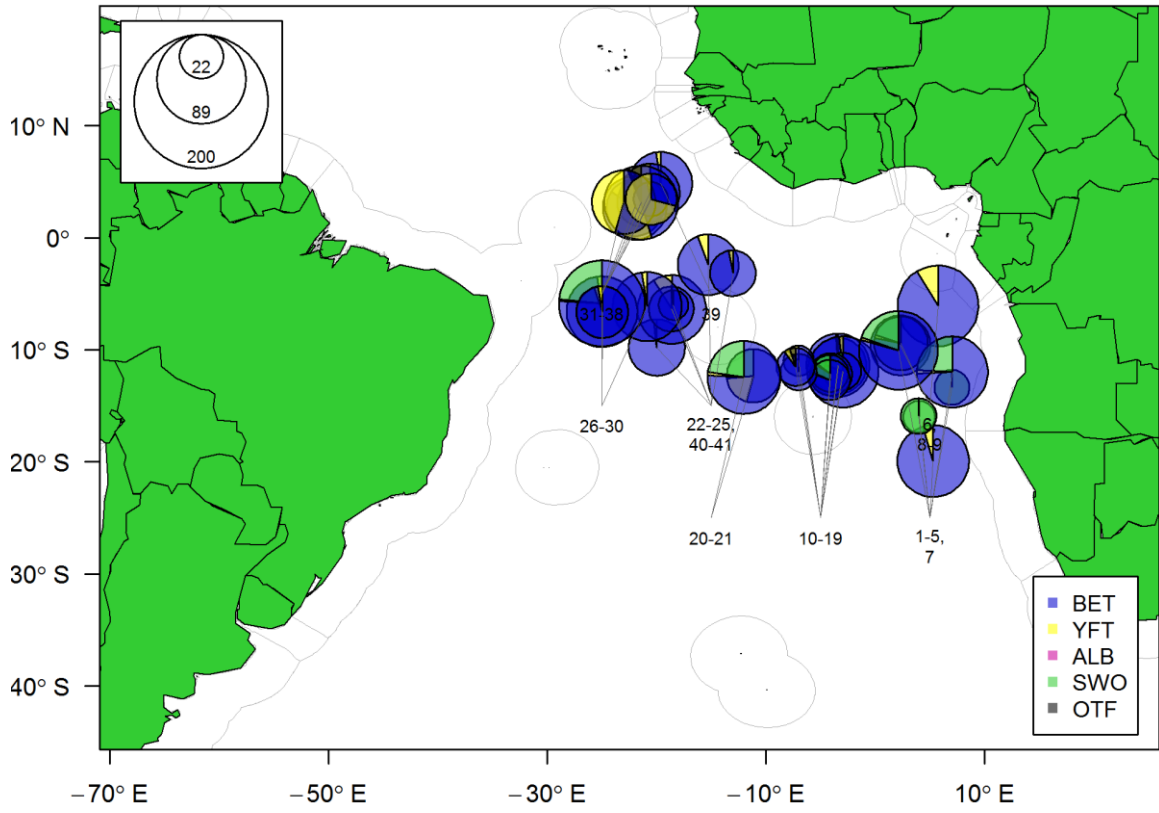 22
89
200
10° N
0°
10° S
20° S
30° S
40° S
31-38
39
26-30
22-25,
40-41
6,
8-9
20-21
10-19
1-5,
7
BET
YFT
ALB
SWO
OTF
−70° E
−50° E
−30° E
−10° E
10° E